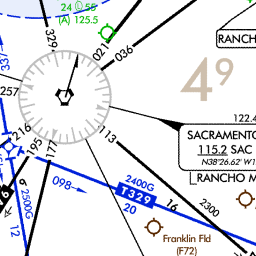 24 55
(A) 125.5
021
036
329
337
RANCH
257
4⁹
122.4
SACRAMENTO
115.2 SAC
N38°26.62' W1
216
195
177
113
RANCHO M
2400G
098
T329
20
16
2300
2500G
12
Franklin Fld
(F72)